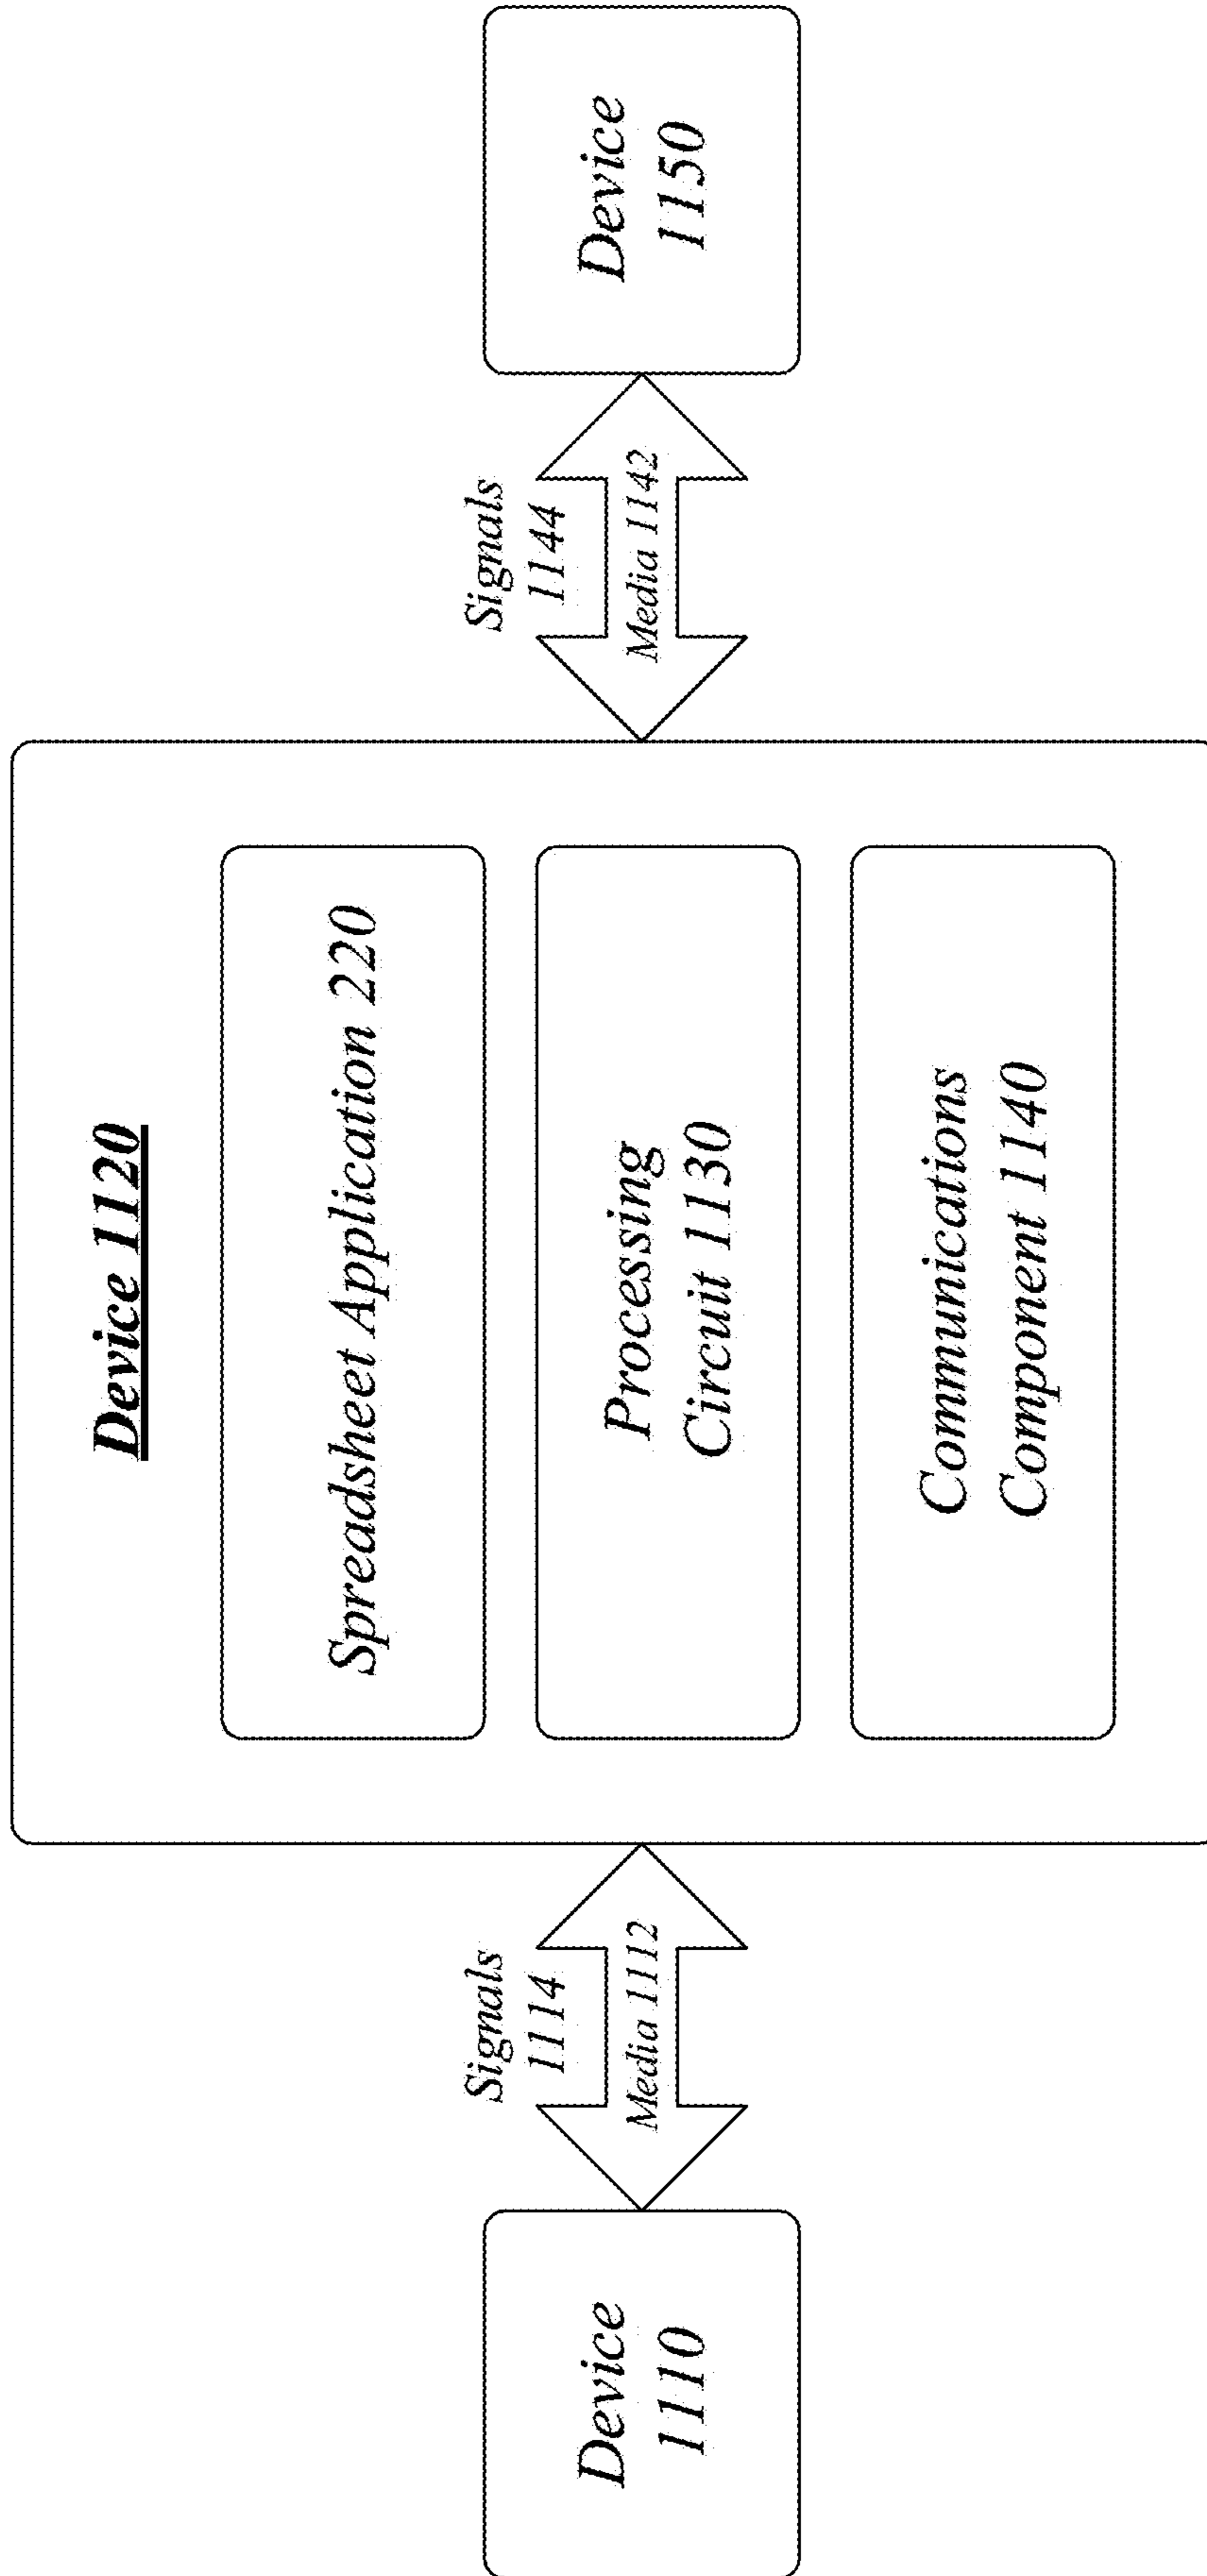 Device 1120
Device
1110
Signals
1114
Media 1112
Spreadsheet Application 220
Processing
Circuit 1130
Communications
Component 1140
Signals
1144
Media 1142
Device
1150